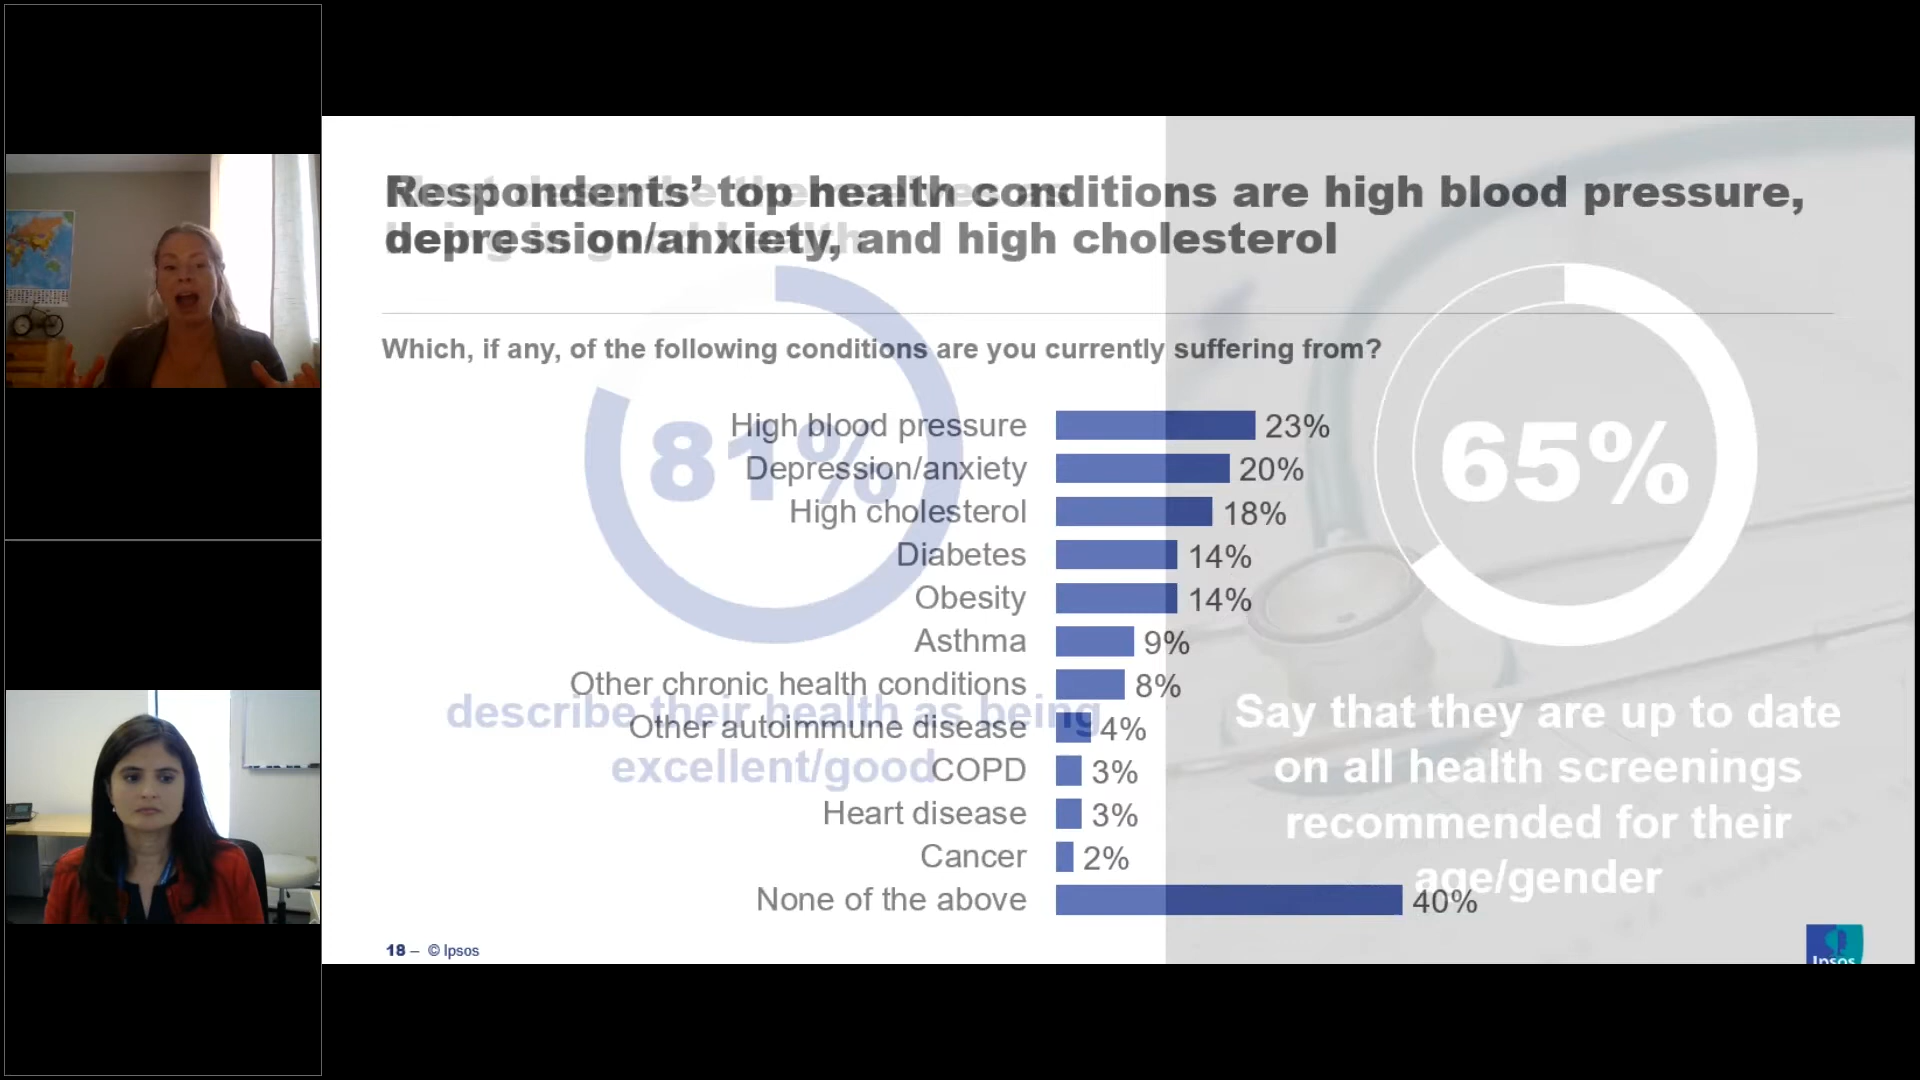 Respondents’ top health conditions are high blood pressure,
depression/anxiety, and high cholesterol
Which, if any, of the following conditions are you currently suffering from?
High blood pressure 23%
Depression/anxiety 20%
High cholesterol 18%
Diabetes 14%
Obesity 14%
Asthma 9%
Other chronic health conditions 8%
Other autoimmune disease 4%
COPD 3%
Heart disease 3%
Cancer 2%
None of the above 40%
81%
describe their health as being
excellent/good
65%
Say that they are up to date
on all health screenings
recommended for their
age/gender
18 – © Ipsos
Ipsos